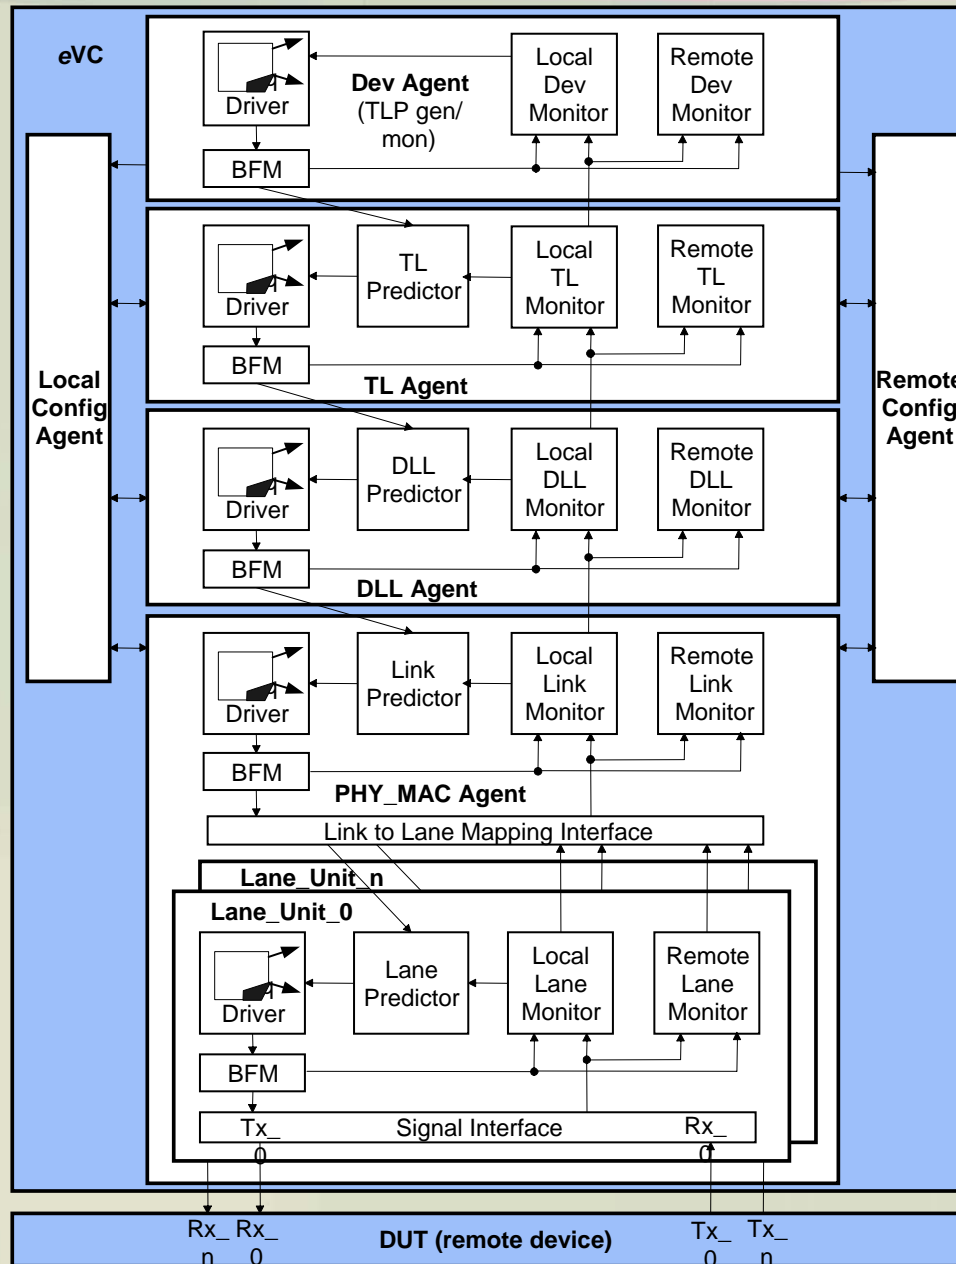 eVC
Dev Agent
(TLP gen/
mon)
Driver
BFM
Local
Dev
Monitor
Remote
Dev
Monitor
Driver
BFM
TL
Predictor
Local
TL
Monitor
Remote
TL
Monitor
TL Agent
Local
Config
Agent
Remote
Config
Agent
Driver
BFM
DLL
Predictor
Local
DLL
Monitor
Remote
DLL
Monitor
DLL Agent
Driver
BFM
Link
Predictor
Local
Link
Monitor
Remote
Link
Monitor
PHY_MAC Agent
Link to Lane Mapping Interface
Lane_Unit_n
Lane_Unit_0
Driver
BFM
Lane
Predictor
Local
Lane
Monitor
Remote
Lane
Monitor
Tx_
0
Signal Interface
Rx_
0
Rx_
n
Rx_
0
DUT (remote device)
Tx_
0
Tx_
n